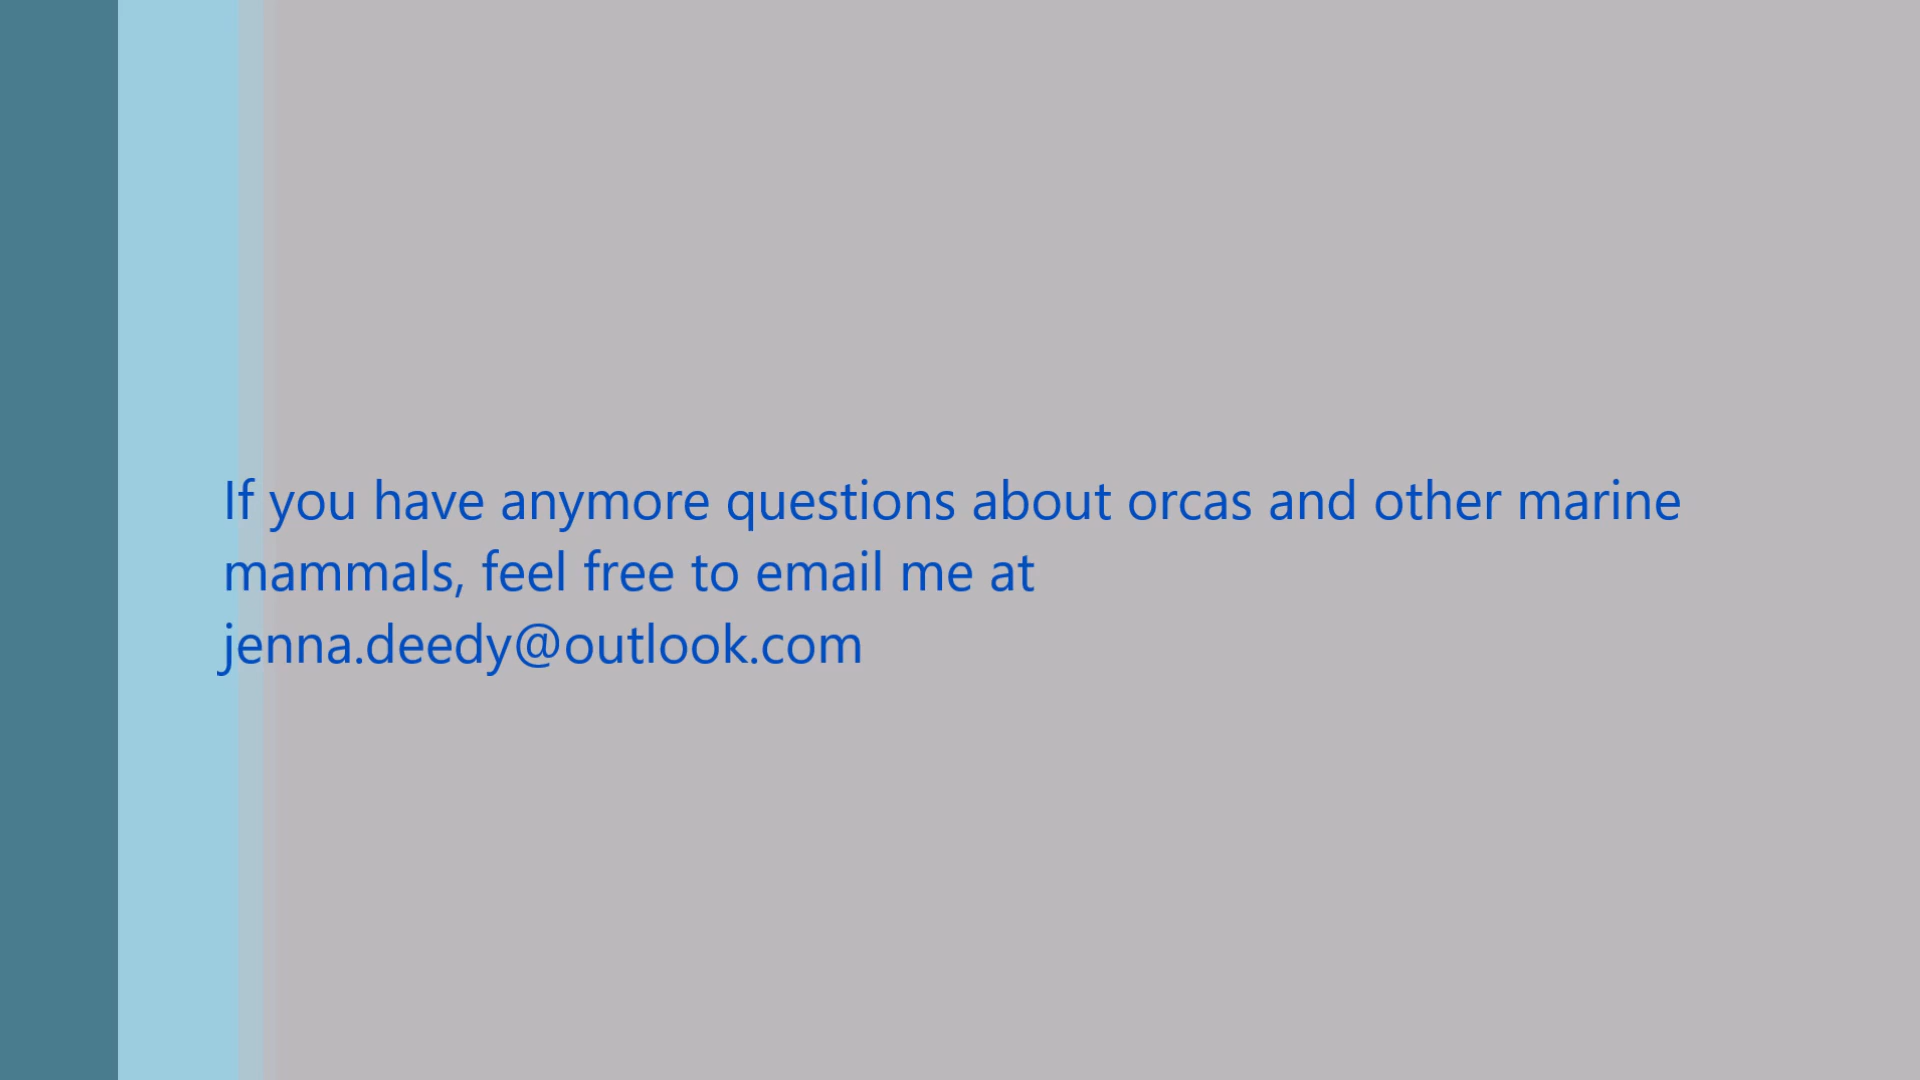 If you have anymore questions about orcas and other marine
mammals, feel free to email me at
jenna.deedy@outlook.com